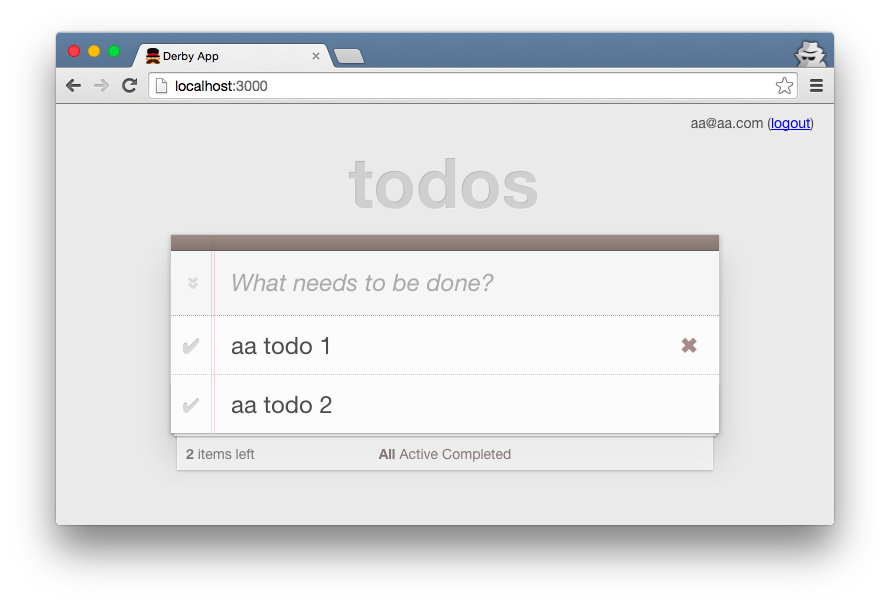 Derby App
localhost:3000
aa@aa.com (logout)
todos
What needs to be done?
aa todo 1
aa todo 2
2 items left All Active Completed